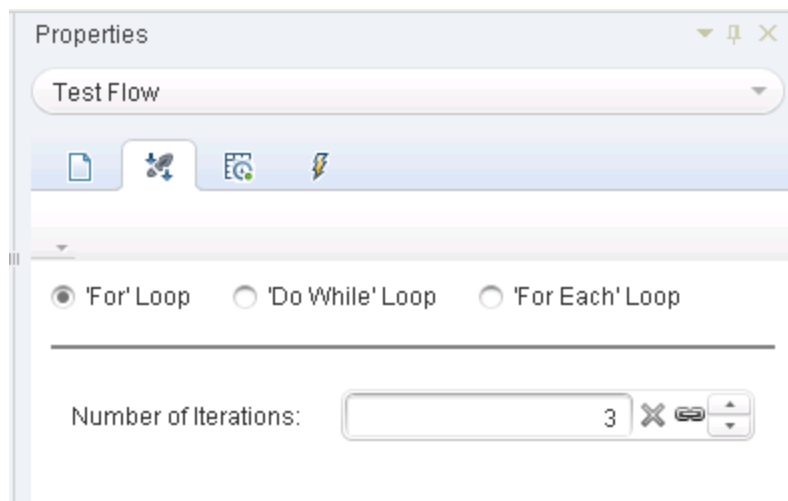 Properties
Test Flow
'For' Loop 'Do While' Loop 'For Each' Loop
Number of Iterations: 3